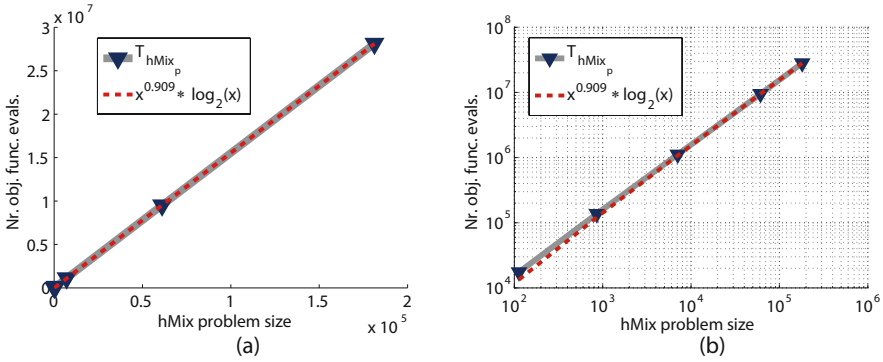 x 10^7
3
2.5
2
1.5
1
0.5
0
Nr. obj. func. evals.
T_hMix_p
x^0.909 * log_2(x)
0 0.5 1 1.5 2
x 10^5
hMix problem size
(a)
10^8
10^7
10^6
10^5
10^4
Nr. obj. func. evals.
T_hMix_p
x^0.909 * log_2(x)
10^2 10^3 10^4 10^5 10^6
hMix problem size
(b)